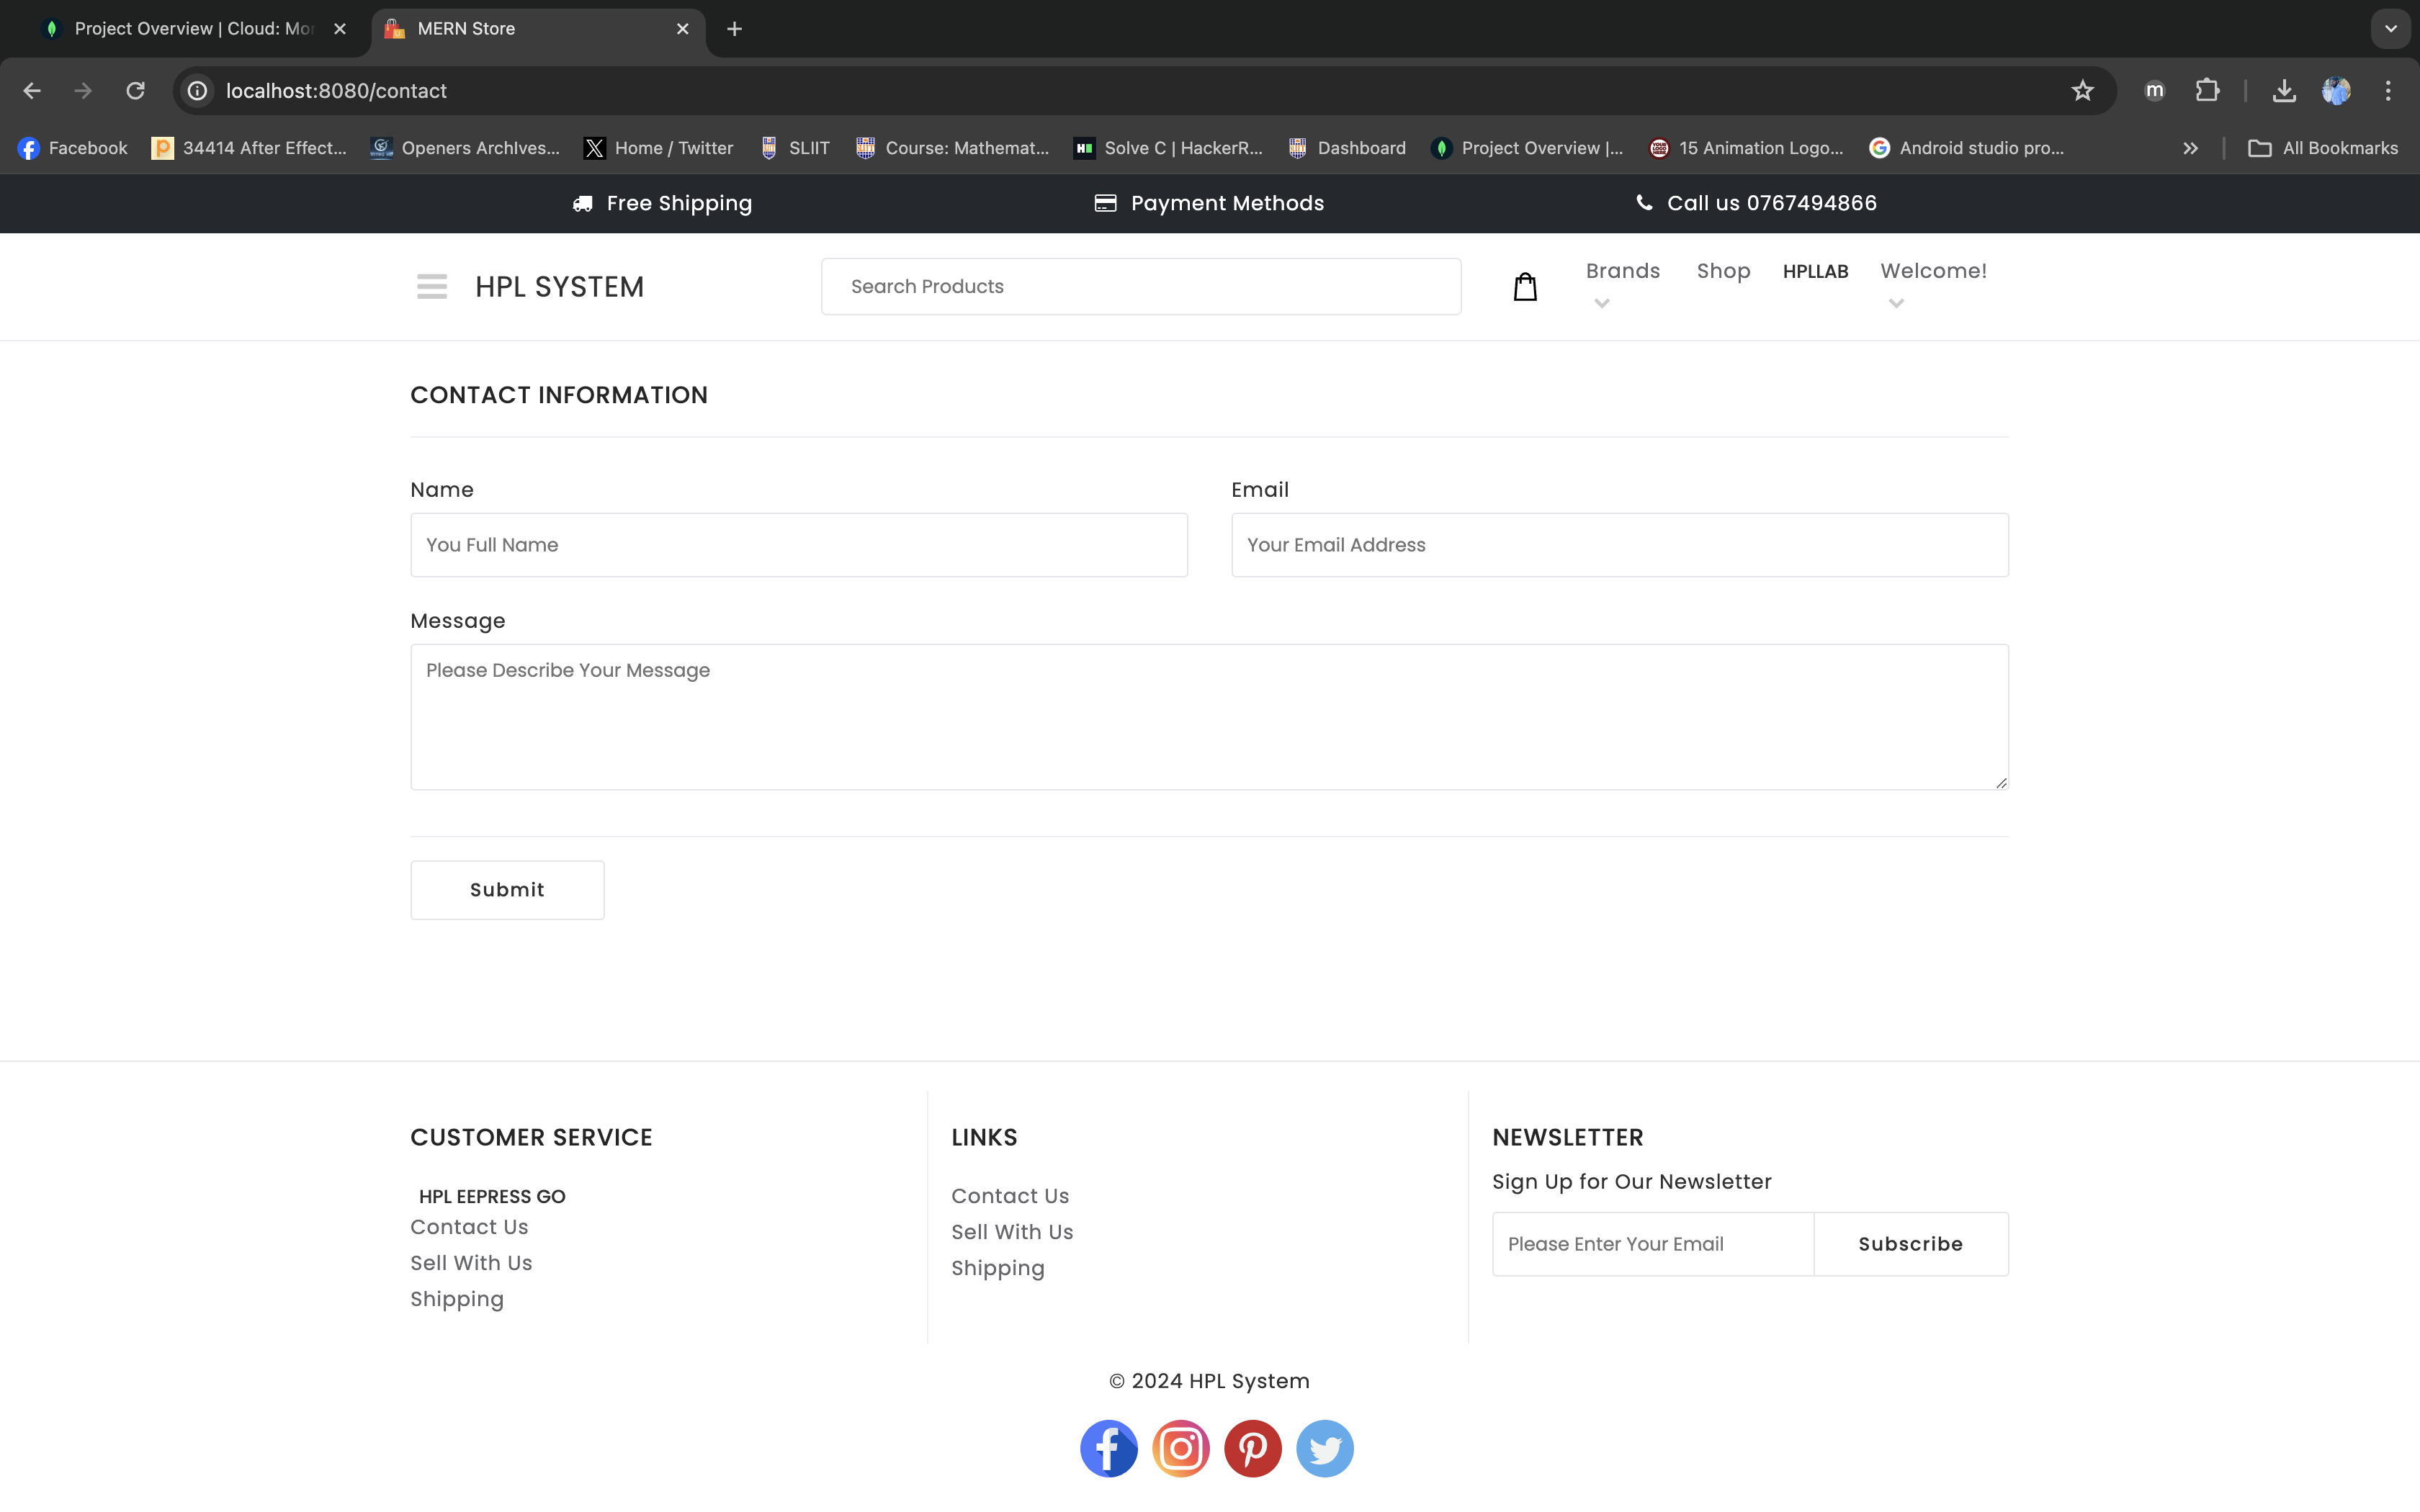 Project Overview | Cloud: Mor
MERN Store
localhost:8080/contact
m
Facebook
34414 After Effect...
Openers ArchIves...
Home / Twitter
SLIIT
Course: Mathemat...
Solve C | HackerR...
Dashboard
Project Overview |...
15 Animation Logo...
Android studio pro...
All Bookmarks
Free Shipping
Payment Methods
Call us 0767494866
HPL SYSTEM
Search Products
Brands
Shop
HPLLAB
Welcome!
CONTACT INFORMATION
Name
Email
You Full Name
Your Email Address
Message
Please Describe Your Message
Submit
CUSTOMER SERVICE
HPL EEPRESS GO
Contact Us
Sell With Us
Shipping
LINKS
Contact Us
Sell With Us
Shipping
NEWSLETTER
Sign Up for Our Newsletter
Please Enter Your Email
Subscribe
© 2024 HPL System